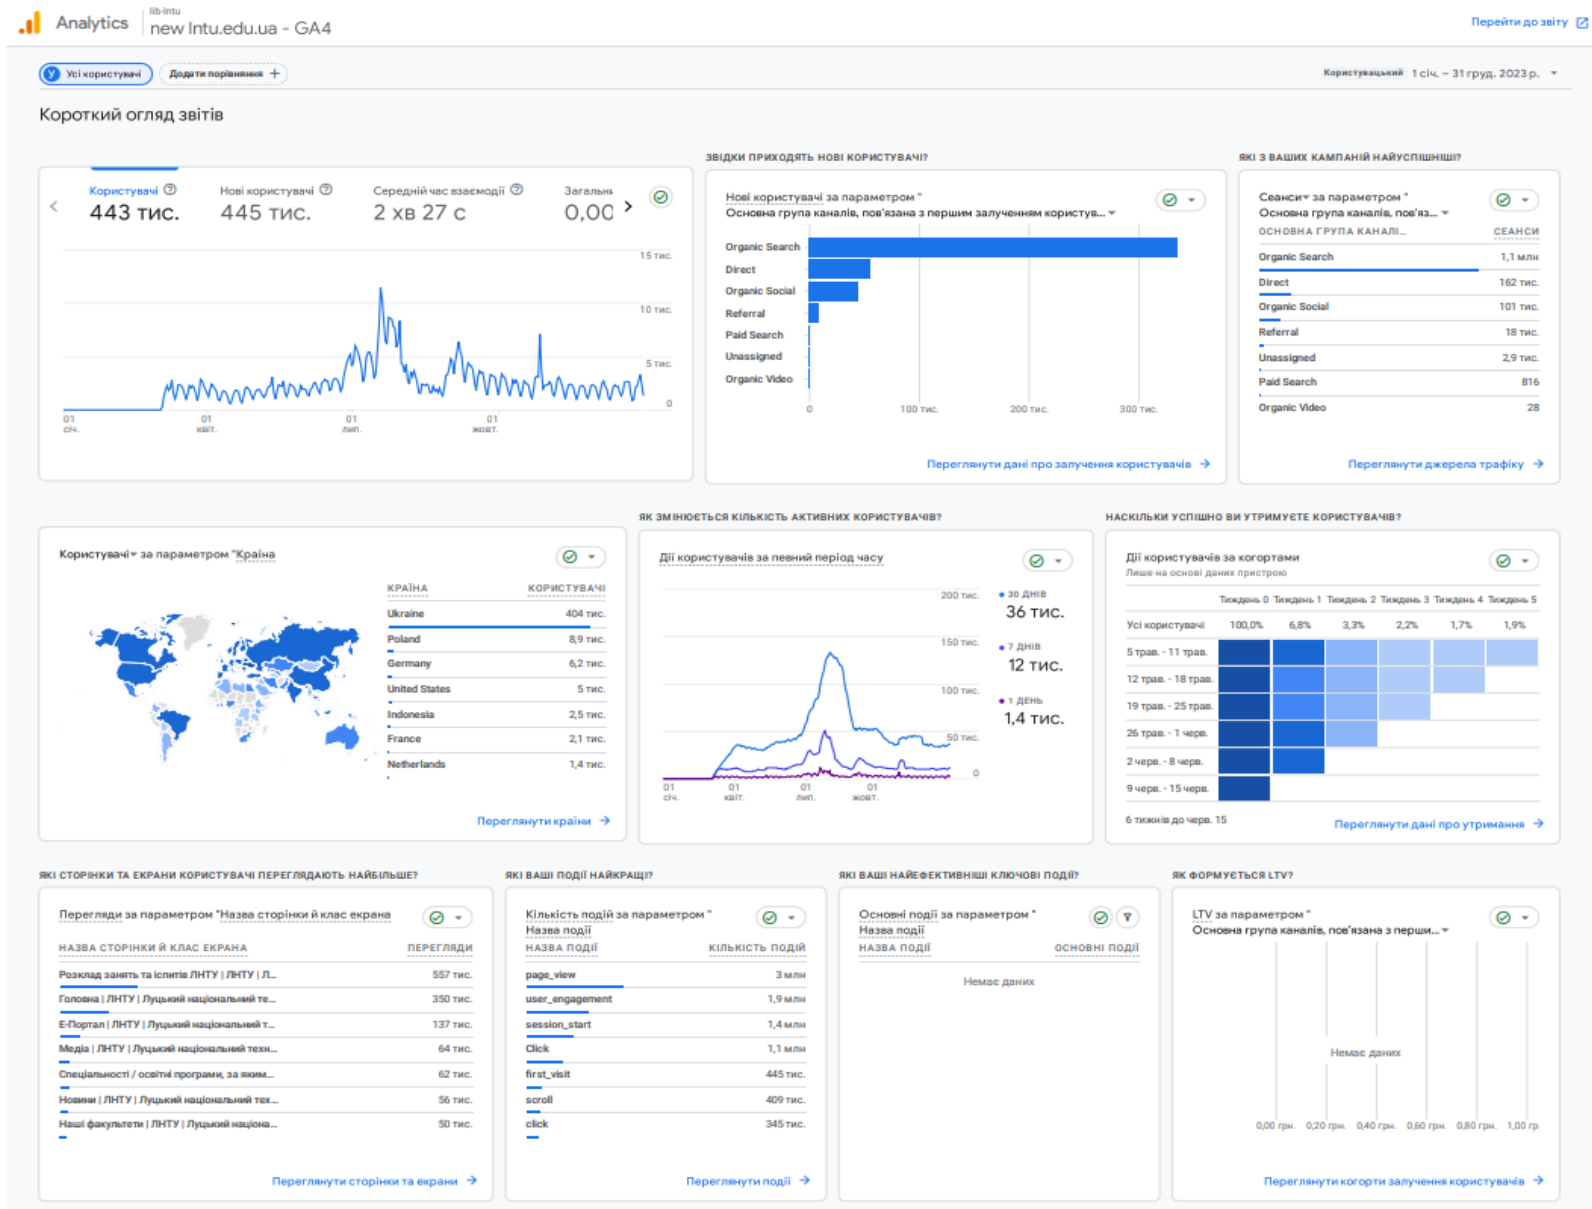 Analytics
lib-lntu
new lntu.edu.ua - GA4
Перейти до звіту
У Усі користувачі
Додати порівняння +
Користувацький 1 січ. – 31 груд. 2023 р.
Короткий огляд звітів
Користувачі
443 тис.
Нові користувачі
445 тис.
Середній час взаємодії
2 хв 27 с
Загальн
0,00
15 тис.
10 тис.
5 тис.
0
01 січ.
01 квіт.
01 лип.
01 жовт.
ЗВІДКИ ПРИХОДЯТЬ НОВІ КОРИСТУВАЧІ?
Нові користувачі за параметром "
Основна група каналів, пов'язана з першим залученням користув...
Organic Search
Direct
Organic Social
Referral
Paid Search
Unassigned
Organic Video
0 100 тис. 200 тис. 300 тис.
Переглянути дані про залучення користувачів
ЯКІ З ВАШИХ КАМПАНІЙ НАЙУСПІШНІШІ?
Сеанси за параметром "
Основна група каналів, пов'яз...
ОСНОВНА ГРУПА КАНАЛІ... СЕАНСИ
Organic Search 1,1 млн
Direct 162 тис.
Organic Social 101 тис.
Referral 18 тис.
Unassigned 2,9 тис.
Paid Search 816
Organic Video 28
Переглянути джерела трафіку
Користувачі за параметром "Країна
КРАЇНА КОРИСТУВАЧІ
Ukraine 404 тис.
Poland 8,9 тис.
Germany 6,2 тис.
United States 5 тис.
Indonesia 2,5 тис.
France 2,1 тис.
Netherlands 1,4 тис.
Переглянути країни
ЯК ЗМІНЮЄТЬСЯ КІЛЬКІСТЬ АКТИВНИХ КОРИСТУВАЧІВ?
Дії користувачів за певний період часу
200 тис.
150 тис.
100 тис.
50 тис.
0
01 січ.
01 квіт.
01 лип.
01 жовт.
30 ДНІВ
36 тис.
7 ДНІВ
12 тис.
1 ДЕНЬ
1,4 тис.
НАСКІЛЬКИ УСПІШНО ВИ УТРИМУЄТЕ КОРИСТУВАЧІВ?
Дії користувачів за когортами
Лише на основі даних пристрою
Тиждень 0 Тиждень 1 Тиждень 2 Тиждень 3 Тиждень 4 Тиждень 5
Усі користувачі 100,0% 6,8% 3,3% 2,2% 1,7% 1,9%
5 трав. - 11 трав.
12 трав. - 18 трав.
19 трав. - 25 трав.
26 трав. - 1 черв.
2 черв. - 8 черв.
9 черв. - 15 черв.
6 тижнів до черв. 15
Переглянути дані про утримання
ЯКІ СТОРІНКИ ТА ЕКРАНИ КОРИСТУВАЧІ ПЕРЕГЛЯДАЮТЬ НАЙБІЛЬШЕ?
Перегляди за параметром "Назва сторінки й клас екрана
НАЗВА СТОРІНКИ Й КЛАС ЕКРАНА ПЕРЕГЛЯДИ
Розклад занять та іспитів ЛНТУ | ЛНТУ | Л... 557 тис.
Головна | ЛНТУ | Луцький національний те... 350 тис.
Е-Портал | ЛНТУ | Луцький національний т... 137 тис.
Медіа | ЛНТУ | Луцький національний техн... 64 тис.
Спеціальності / освітні програми, за яким... 62 тис.
Новини | ЛНТУ | Луцький національний тех... 56 тис.
Наші факультети | ЛНТУ | Луцький націона... 50 тис.
Переглянути сторінки та екрани
ЯКІ ВАШІ ПОДІЇ НАЙКРАЩІ?
Кількість подій за параметром "
Назва події
НАЗВА ПОДІЇ КІЛЬКІСТЬ ПОДІЙ
page_view 3 млн
user_engagement 1,9 млн
session_start 1,4 млн
Click 1,1 млн
first_visit 445 тис.
scroll 409 тис.
click 345 тис.
Переглянути події
ЯКІ ВАШІ НАЙЕФЕКТИВНІШІ КЛЮЧОВІ ПОДІЇ?
Основні події за параметром "
Назва події
НАЗВА ПОДІЇ ОСНОВНІ ПОДІЇ
Немає даних
ЯК ФОРМУЄТЬСЯ LTV?
LTV за параметром "
Основна група каналів, пов'язана з перши...
Немає даних
0,00 грн. 0,20 грн. 0,40 грн. 0,60 грн. 0,80 грн. 1,00 гр
Переглянути когорти залучення користувачів